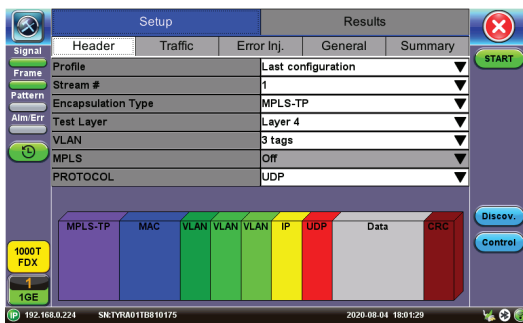 Setup Results
Signal Header Traffic Error Inj. General Summary
START
Frame
Pattern
Alm/Err
Profile Last configuration
Stream # 1
Encapsulation Type MPLS-TP
Test Layer Layer 4
VLAN 3 tags
MPLS Off
PROTOCOL UDP
MPLS-TP MAC VLAN VLAN VLAN IP UDP Data CRC
Discov.
Control
1000T
FDX
1
1GE
IP 192.168.0.224 SN:TYRA01TB810175 2020-08-04 18:01:29